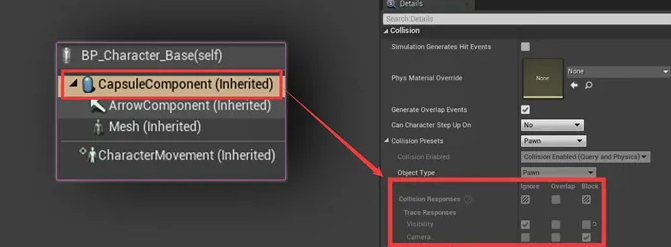 BP_Character_Base(self)
CapsuleComponent (Inherited)
ArrowComponent (Inherited)
Mesh (Inherited)
CharacterMovement (Inherited)
Details
Search Details
Collision
Simulation Generates Hit Events
Phys Material Override
None
None
Generate Overlap Events
Can Character Step Up On
No
Collision Presets
Pawn
Collision Enabled
Collision Enabled (Query and Physics)
Object Type
Pawn
Ignore Overlap Block
Collision Responses
Trace Responses
Visibility
Camera